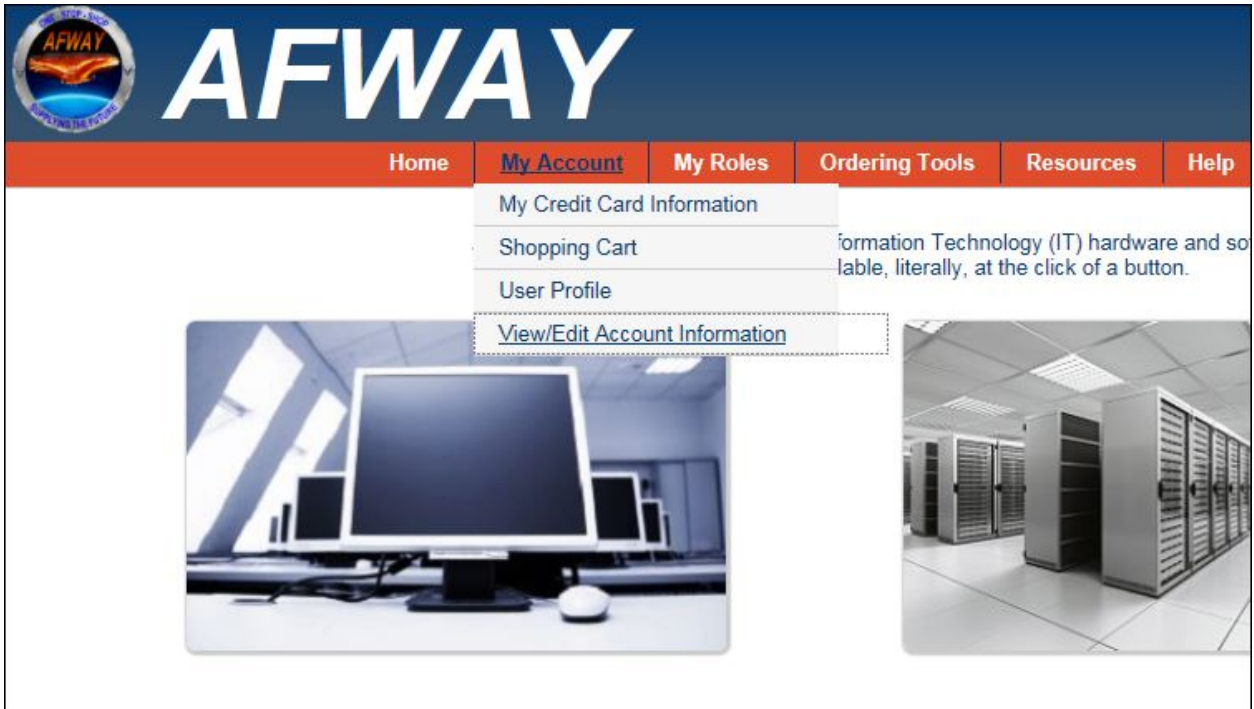 ONE-STOP-SHOP
AFWAY
SUPPLYING THE FUTURE
AFWAY
Home My Account My Roles Ordering Tools Resources Help
My Credit Card Information
Shopping Cart
User Profile
View/Edit Account Information
formation Technology (IT) hardware and so
lable, literally, at the click of a button.